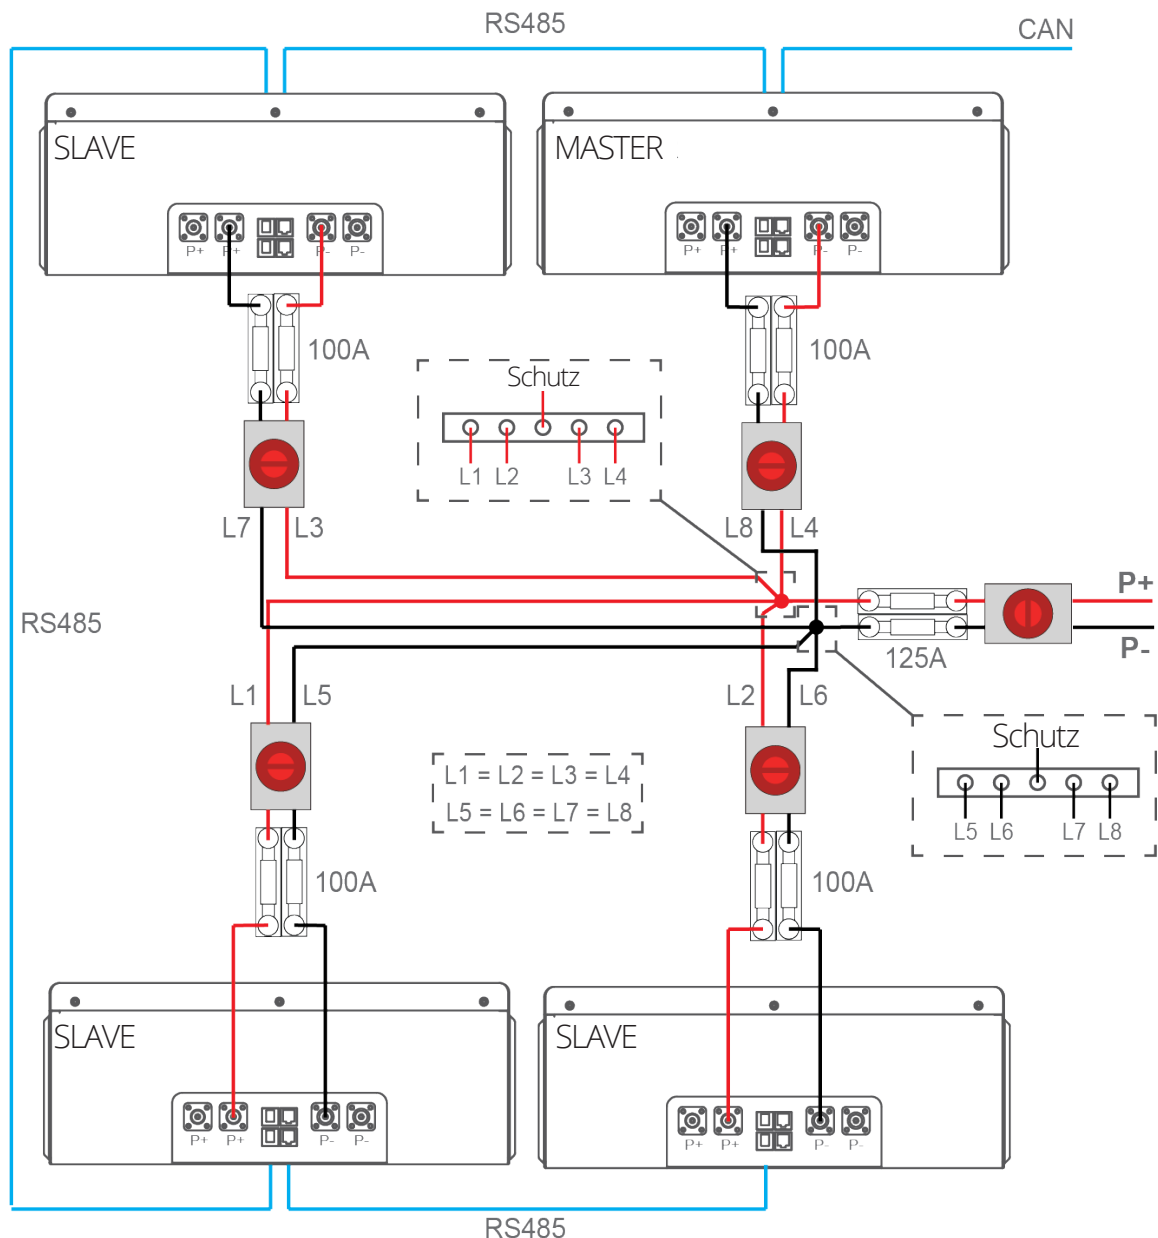 RS485
CAN
SLAVE
MASTER
P+ P+ P- P-
P+ P+ P- P-
100A
100A
Schutz
L1 L2 L3 L4
L7 L3
L8 L4
P+
RS485
P-
125A
L1 L5
L2 L6
Schutz
L1 = L2 = L3 = L4
L5 = L6 = L7 = L8
L5 L6 L7 L8
100A
100A
SLAVE
SLAVE
P+ P+ P- P-
P+ P+ P- P-
RS485